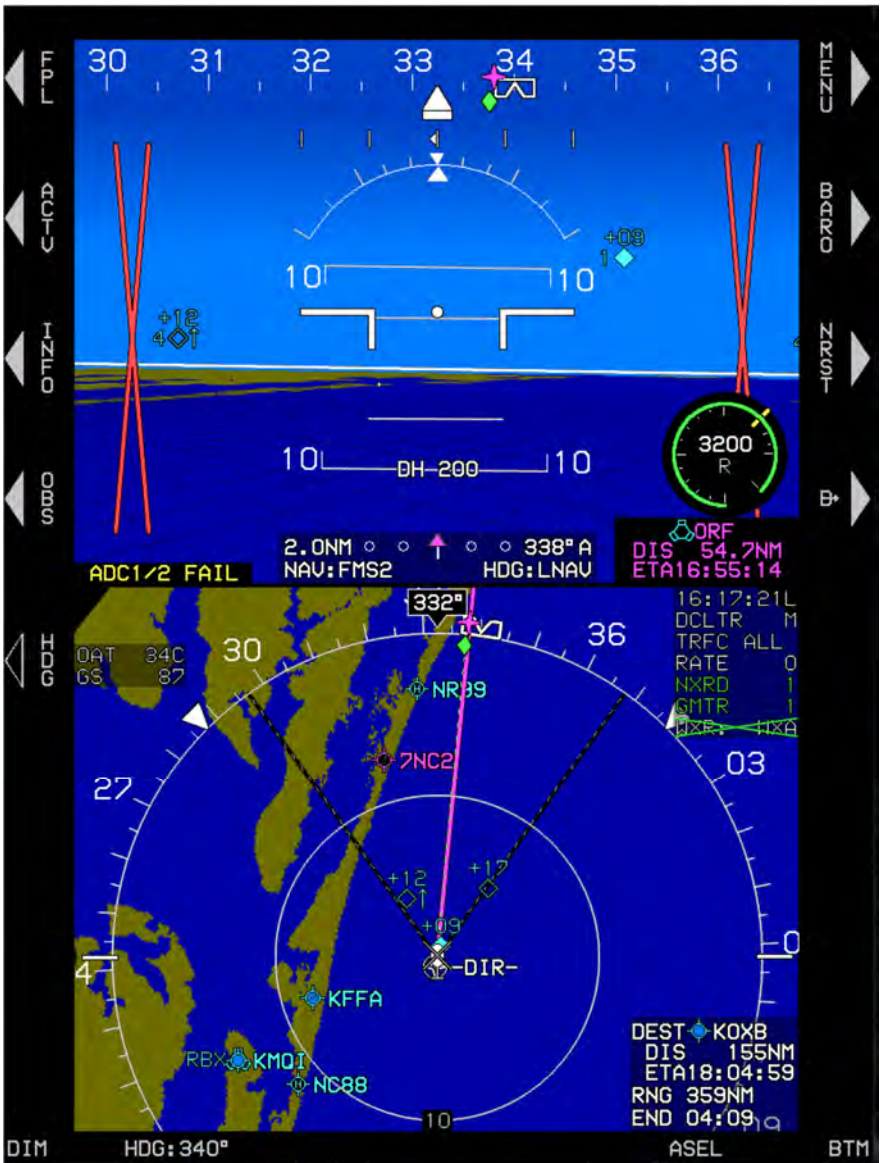 FPL
MENU
30 31 32 33 34 35 36
ACTV
BARO
+09
1
10 10
+12
4
INFO
NRST
3200
R
10 DH-200 10
OBS
ORF
2.0NM 338°A
DIS 54.7NM
NAV:FMS2 HDG:LNAV
ETA16:55:14
ADC1/2 FAIL
332°
16:17:21L
DCLTR M
TRFC ALL
RATE 0
NXRD 1
GMTR 1
WXR: WXA
HDG
OAT 34C
GS 87
30
36
NR99
7NC2
27
03
+12
+17
+09
-DIR-
KFFA
RBX KMQI
NC88
DEST KOXB
DIS 155NM
ETA18:04:59
RNG 359NM
END 04:09
10
DIM HDG:340° ASEL BTM